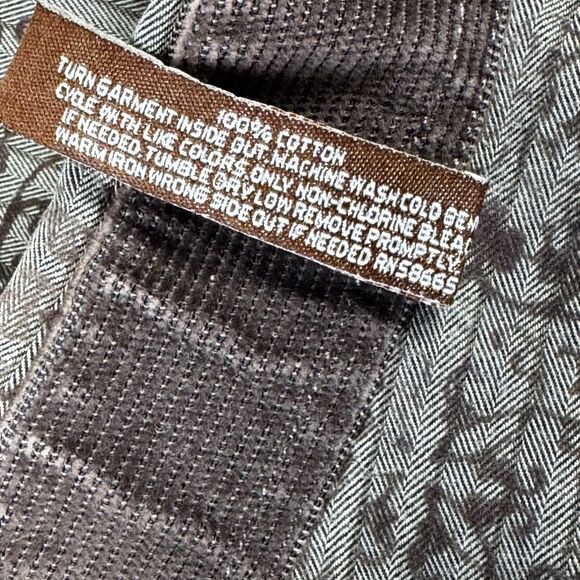 100% COTTON
TURN GARMENT INSIDE OUT. MACHINE WASH COLD GEN
CYCLE WITH LIKE COLORS. ONLY NON-CHLORINE BLEA
IF NEEDED. TUMBLE DRY LOW REMOVE PROMPTLY.
WARM IRON WRONG SIDE OUT IF NEEDED RN58665